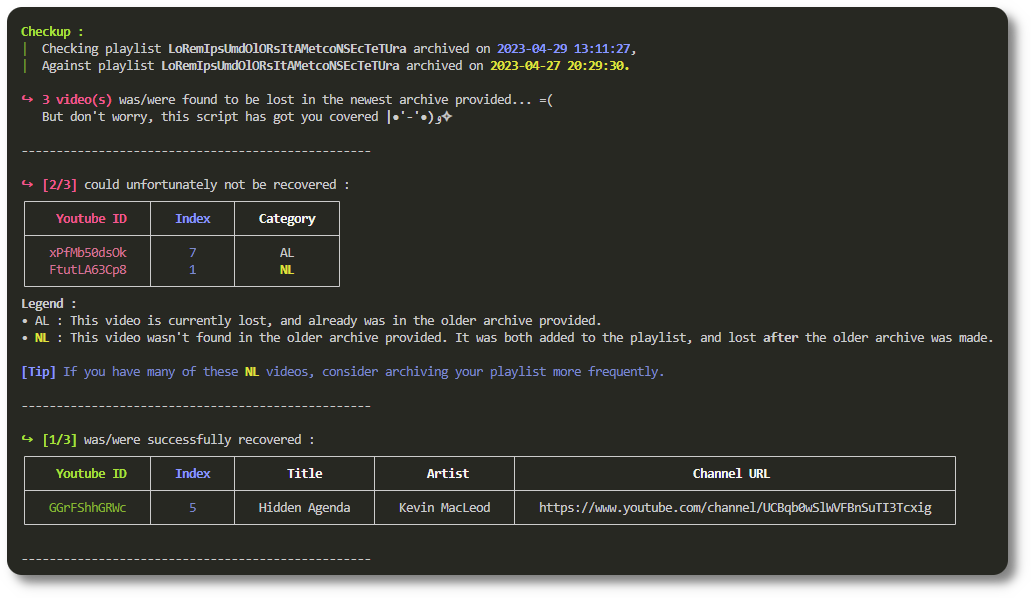 Checkup :
| Checking playlist LoRemIpsUmdOlORsItAMetcoNSEcTeTUra archived on 2023-04-29 13:11:27,
| Against playlist LoRemIpsUmdOlORsItAMetcoNSEcTeTUra archived on 2023-04-27 20:29:30.
↪ 3 video(s) was/were found to be lost in the newest archive provided... =(
But don't worry, this script has got you covered |•'-'•)و✧
--------------------------------------------------
↪ [2/3] could unfortunately not be recovered :
Youtube ID Index Category
xPfMb50dsOk 7 AL
FtutLA63Cp8 1 NL
Legend :
• AL : This video is currently lost, and already was in the older archive provided.
• NL : This video wasn't found in the older archive provided. It was both added to the playlist, and lost after the older archive was made.
[Tip] If you have many of these NL videos, consider archiving your playlist more frequently.
--------------------------------------------------
↪ [1/3] was/were successfully recovered :
Youtube ID Index Title Artist Channel URL
GGrFShhGRWc 5 Hidden Agenda Kevin MacLeod https://www.youtube.com/channel/UCBqb0wSlWVFBnSuTI3Tcxig
--------------------------------------------------